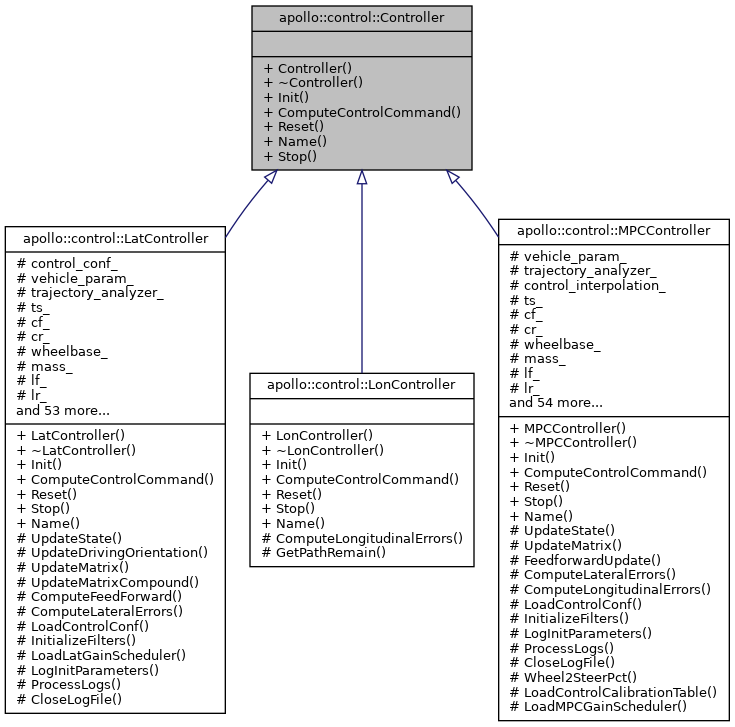 apollo::control::Controller
+ Controller()
+ ~Controller()
+ Init()
+ ComputeControlCommand()
+ Reset()
+ Name()
+ Stop()
apollo::control::LatController
# control_conf_
# vehicle_param_
# trajectory_analyzer_
# ts_
# cf_
# cr_
# wheelbase_
# mass_
# lf_
# lr_
and 53 more...
+ LatController()
+ ~LatController()
+ Init()
+ ComputeControlCommand()
+ Reset()
+ Stop()
+ Name()
# UpdateState()
# UpdateDrivingOrientation()
# UpdateMatrix()
# UpdateMatrixCompound()
# ComputeFeedForward()
# ComputeLateralErrors()
# LoadControlConf()
# InitializeFilters()
# LoadLatGainScheduler()
# LogInitParameters()
# ProcessLogs()
# CloseLogFile()
apollo::control::LonController
+ LonController()
+ ~LonController()
+ Init()
+ ComputeControlCommand()
+ Reset()
+ Stop()
+ Name()
# ComputeLongitudinalErrors()
# GetPathRemain()
apollo::control::MPCController
# vehicle_param_
# trajectory_analyzer_
# control_interpolation_
# ts_
# cf_
# cr_
# wheelbase_
# mass_
# lf_
# lr_
and 54 more...
+ MPCController()
+ ~MPCController()
+ Init()
+ ComputeControlCommand()
+ Reset()
+ Stop()
+ Name()
# UpdateState()
# UpdateMatrix()
# FeedforwardUpdate()
# ComputeLateralErrors()
# ComputeLongitudinalErrors()
# LoadControlConf()
# InitializeFilters()
# LogInitParameters()
# ProcessLogs()
# CloseLogFile()
# Wheel2SteerPct()
# LoadControlCalibrationTable()
# LoadMPCGainScheduler()